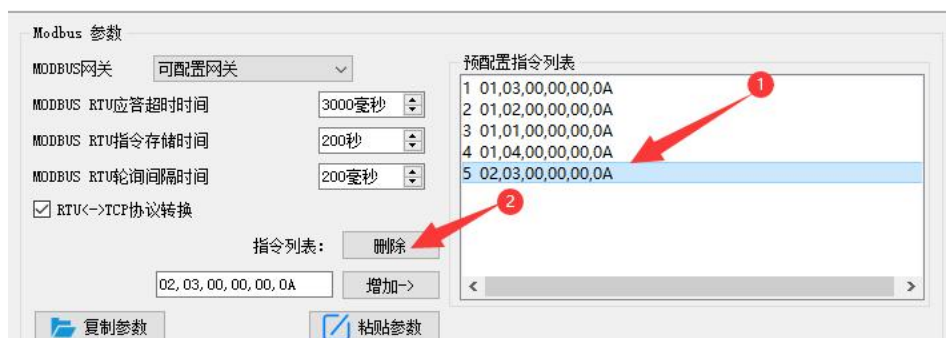 Modbus 参数
MODBUS网关 可配置网关
MODBUS RTU应答超时时间 3000毫秒
MODBUS RTU指令存储时间 200秒
MODBUS RTU轮询间隔时间 200毫秒
RTU<->TCP协议转换
指令列表: 删除
02,03,00,00,00,0A 增加->
复制参数 粘贴参数
预配置指令列表
1 01,03,00,00,00,0A
2 01,02,00,00,00,0A
3 01,01,00,00,00,0A
4 01,04,00,00,00,0A
5 02,03,00,00,00,0A
1
2